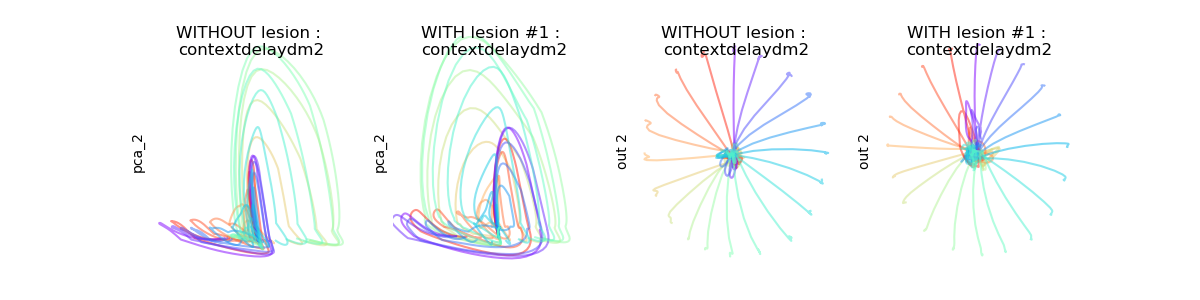 WITHOUT lesion :
contextdelaydm2
WITH lesion #1 :
contextdelaydm2
WITHOUT lesion :
contextdelaydm2
WITH lesion #1 :
contextdelaydm2
pca_2
pca_2
out 2
out 2